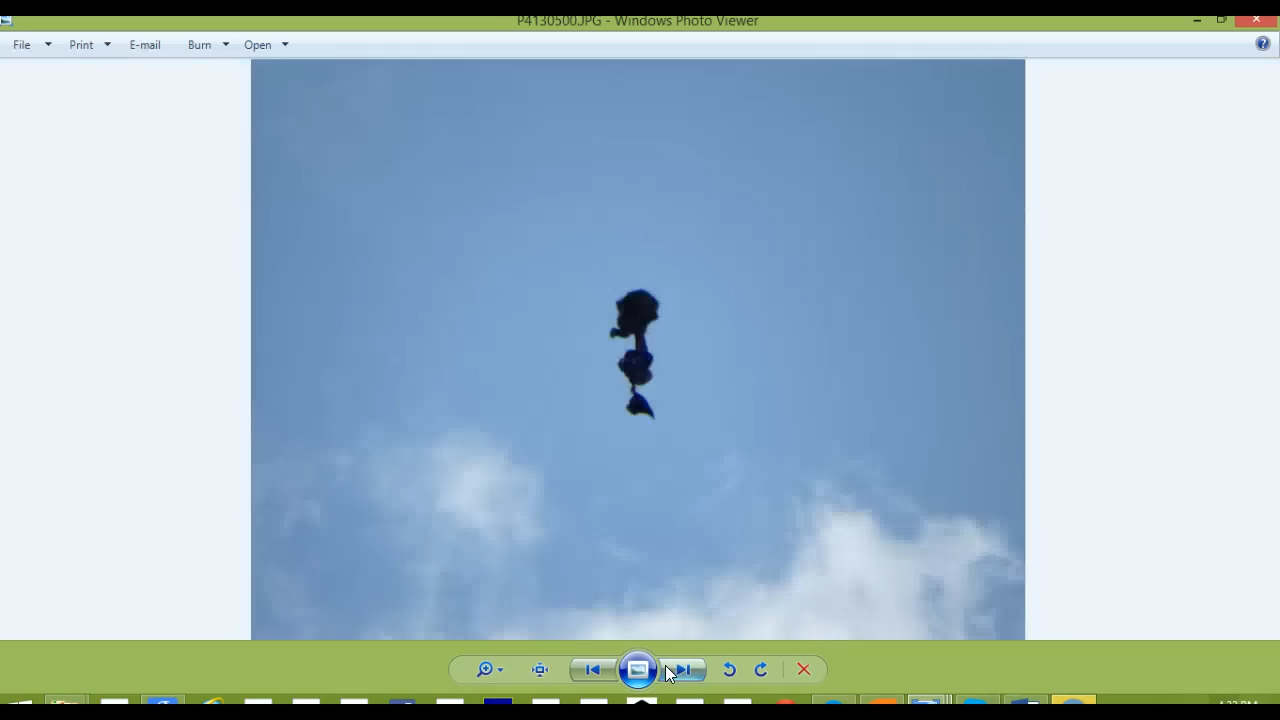 P4130500.JPG - Windows Photo Viewer
File Print E-mail Burn Open